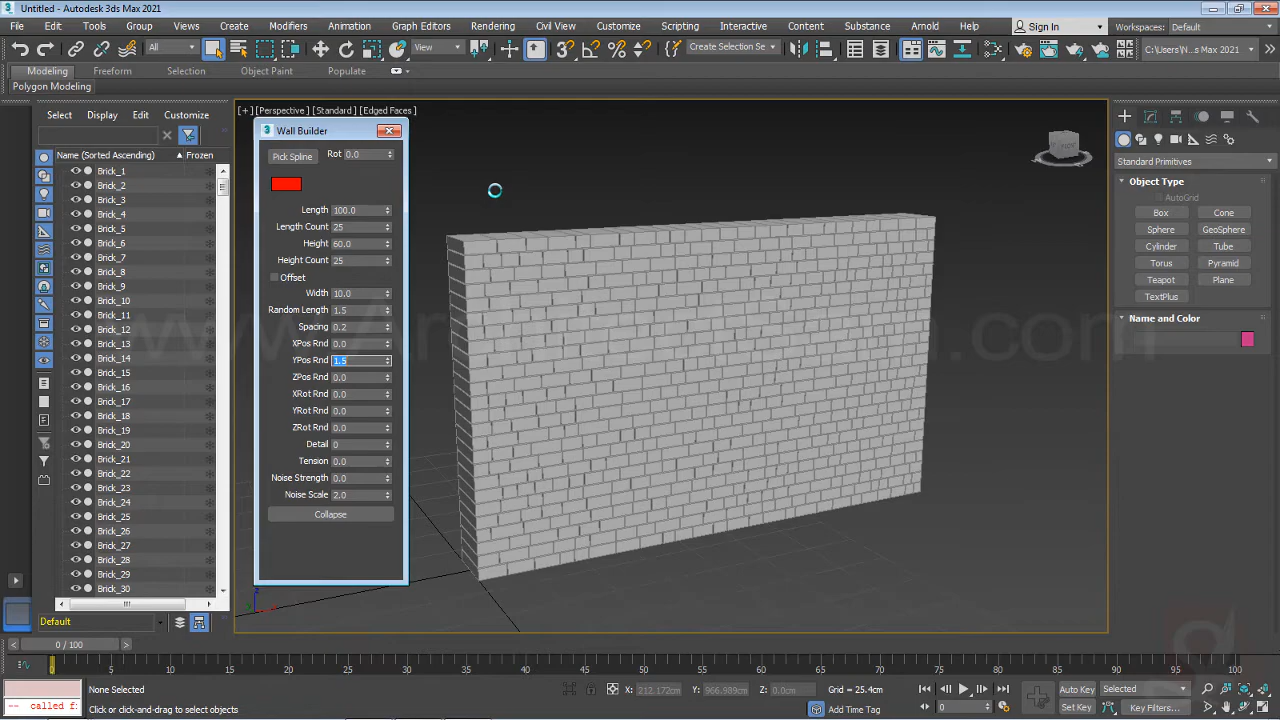 Untitled - Autodesk 3ds Max 2021
File Edit Tools Group Views Create Modifiers Animation Graph Editors Rendering Civil View Customize Scripting Interactive Content Substance Arnold Help Sign In Workspaces: Default
All View Create Selection Se C:\Users\N...s Max 2021
Modeling Freeform Selection Object Paint Populate
Polygon Modeling
Select Display Edit Customize
Name (Sorted Ascending) Frozen
Brick_1
Brick_2
Brick_3
Brick_4
Brick_5
Brick_6
Brick_7
Brick_8
Brick_9
Brick_10
Brick_11
Brick_12
Brick_13
Brick_14
Brick_15
Brick_16
Brick_17
Brick_18
Brick_19
Brick_20
Brick_21
Brick_22
Brick_23
Brick_24
Brick_25
Brick_26
Brick_27
Brick_28
Brick_29
Brick_30
Default
[+] [Perspective] [Standard] [Edged Faces]
Wall Builder
Pick Spline Rot 0.0
Length 100.0
Length Count 25
Height 60.0
Height Count 25
Offset
Width 10.0
Random Length 1.5
Spacing 0.2
XPos Rnd 0.0
YPos Rnd 1.5
ZPos Rnd 0.0
XRot Rnd 0.0
YRot Rnd 0.0
ZRot Rnd 0.0
Detail 0
Tension 0.0
Noise Strength 0.0
Noise Scale 2.0
Collapse
Standard Primitives
Object Type
AutoGrid
Box Cone
Sphere GeoSphere
Cylinder Tube
Torus Pyramid
Teapot Plane
TextPlus
Name and Color
0 / 100
0 5 10 15 20 25 30 35 40 45 50 55 60 65 70 75 80 85 90 95 100
None Selected X: 212.172cm Y: 966.989cm Z: 0.0cm Grid = 25.4cm Auto Key Selected
-- called f: Click or click-and-drag to select objects Add Time Tag 0 Set Key Key Filters...